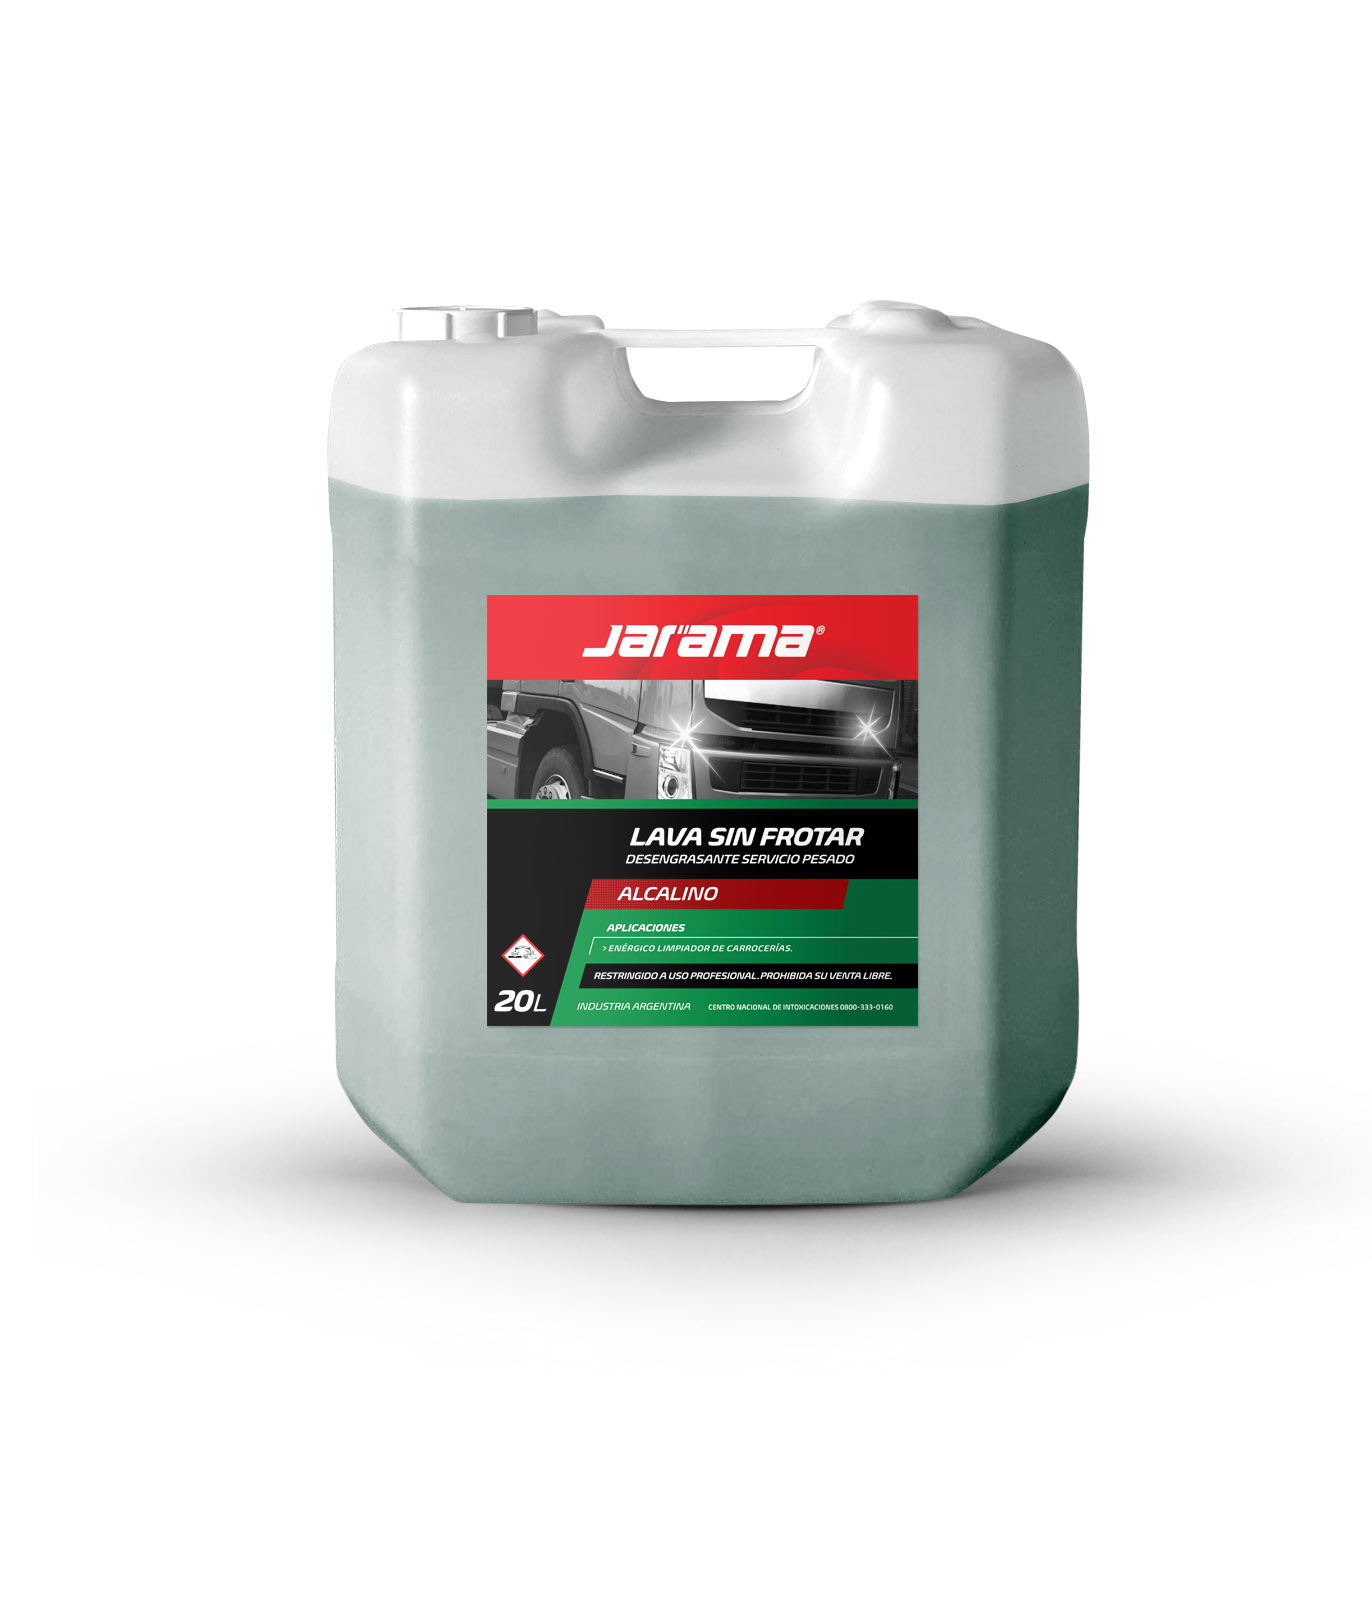 Jarama®
LAVA SIN FROTAR
DESENGRASANTE SERVICIO PESADO
ALCALINO
APLICACIONES
> ENÉRGICO LIMPIADOR DE CARROCERÍAS.
RESTRINGIDO A USO PROFESIONAL. PROHIBIDA SU VENTA LIBRE.
20L
INDUSTRIA ARGENTINA
CENTRO NACIONAL DE INTOXICACIONES 0800-333-0160